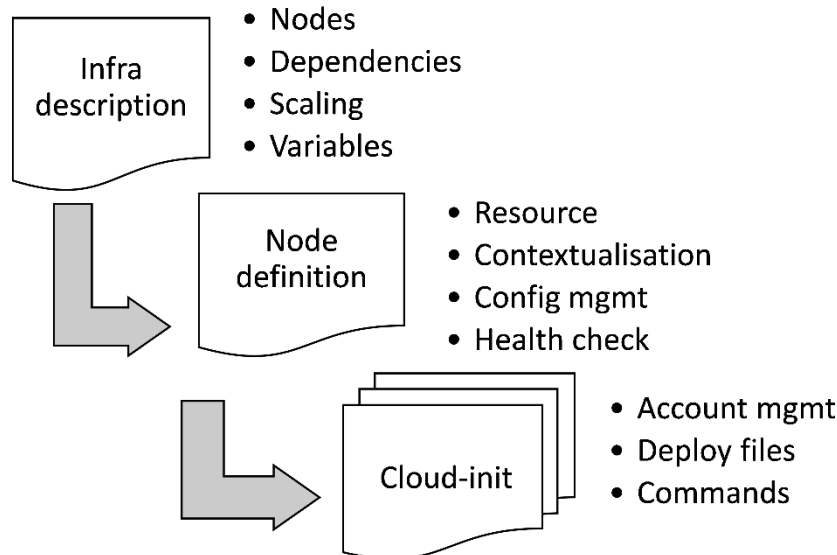 Infra
description
• Nodes
• Dependencies
• Scaling
• Variables
Node
definition
• Resource
• Contextualisation
• Config mgmt
• Health check
Cloud-init
• Account mgmt
• Deploy files
• Commands